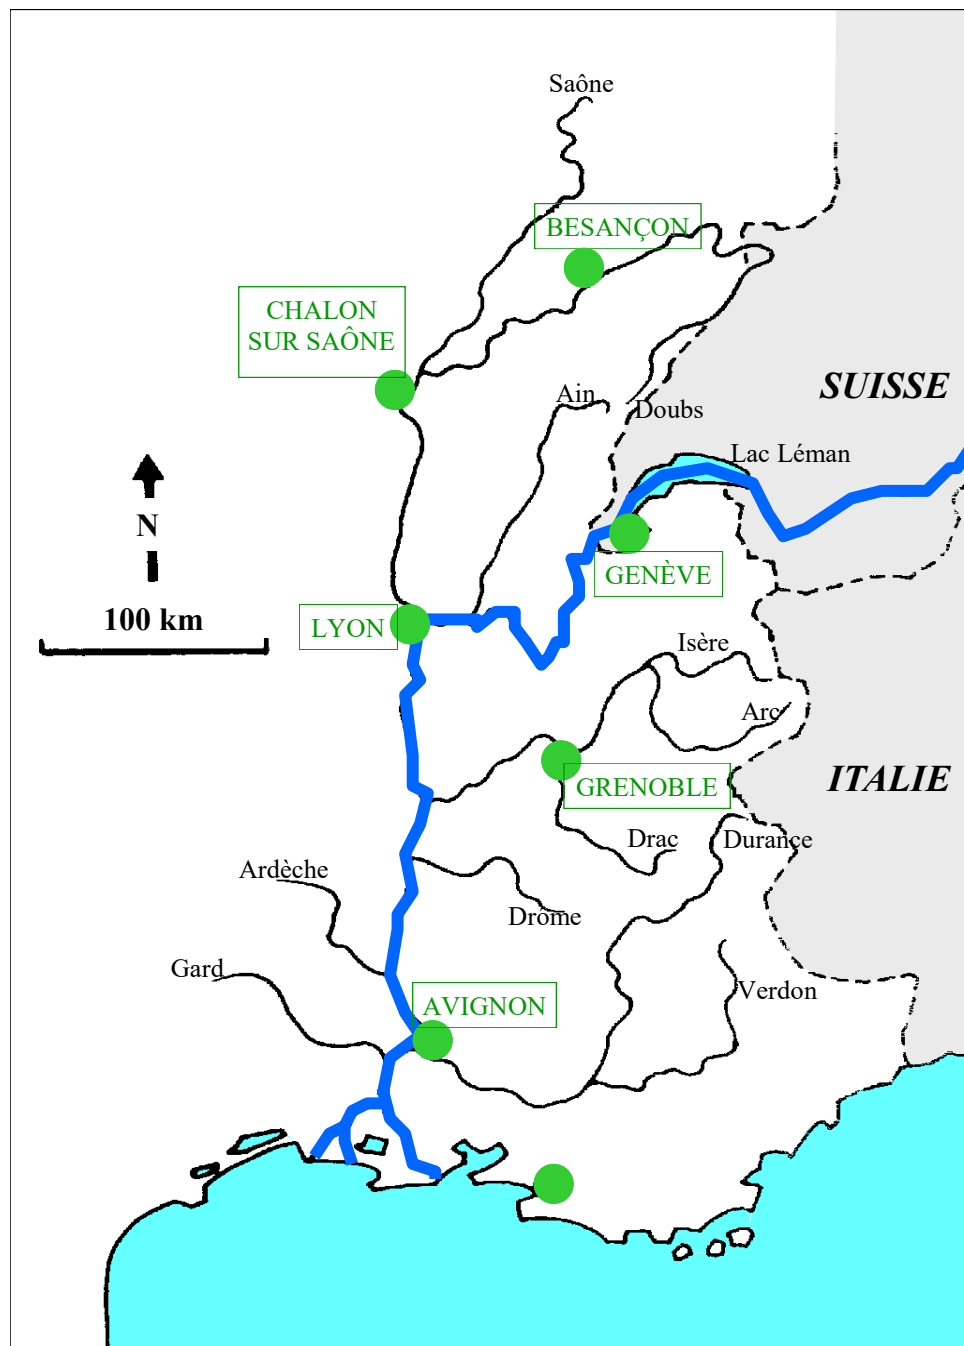 Saône
BESANÇON
CHALON
SUR SAÔNE
SUISSE
Ain
Doubs
Lac Léman
N
GENÈVE
100 km
LYON
Isère
Arc
ITALIE
GRENOBLE
Drac
Durance
Ardèche
Drôme
Gard
Verdon
AVIGNON